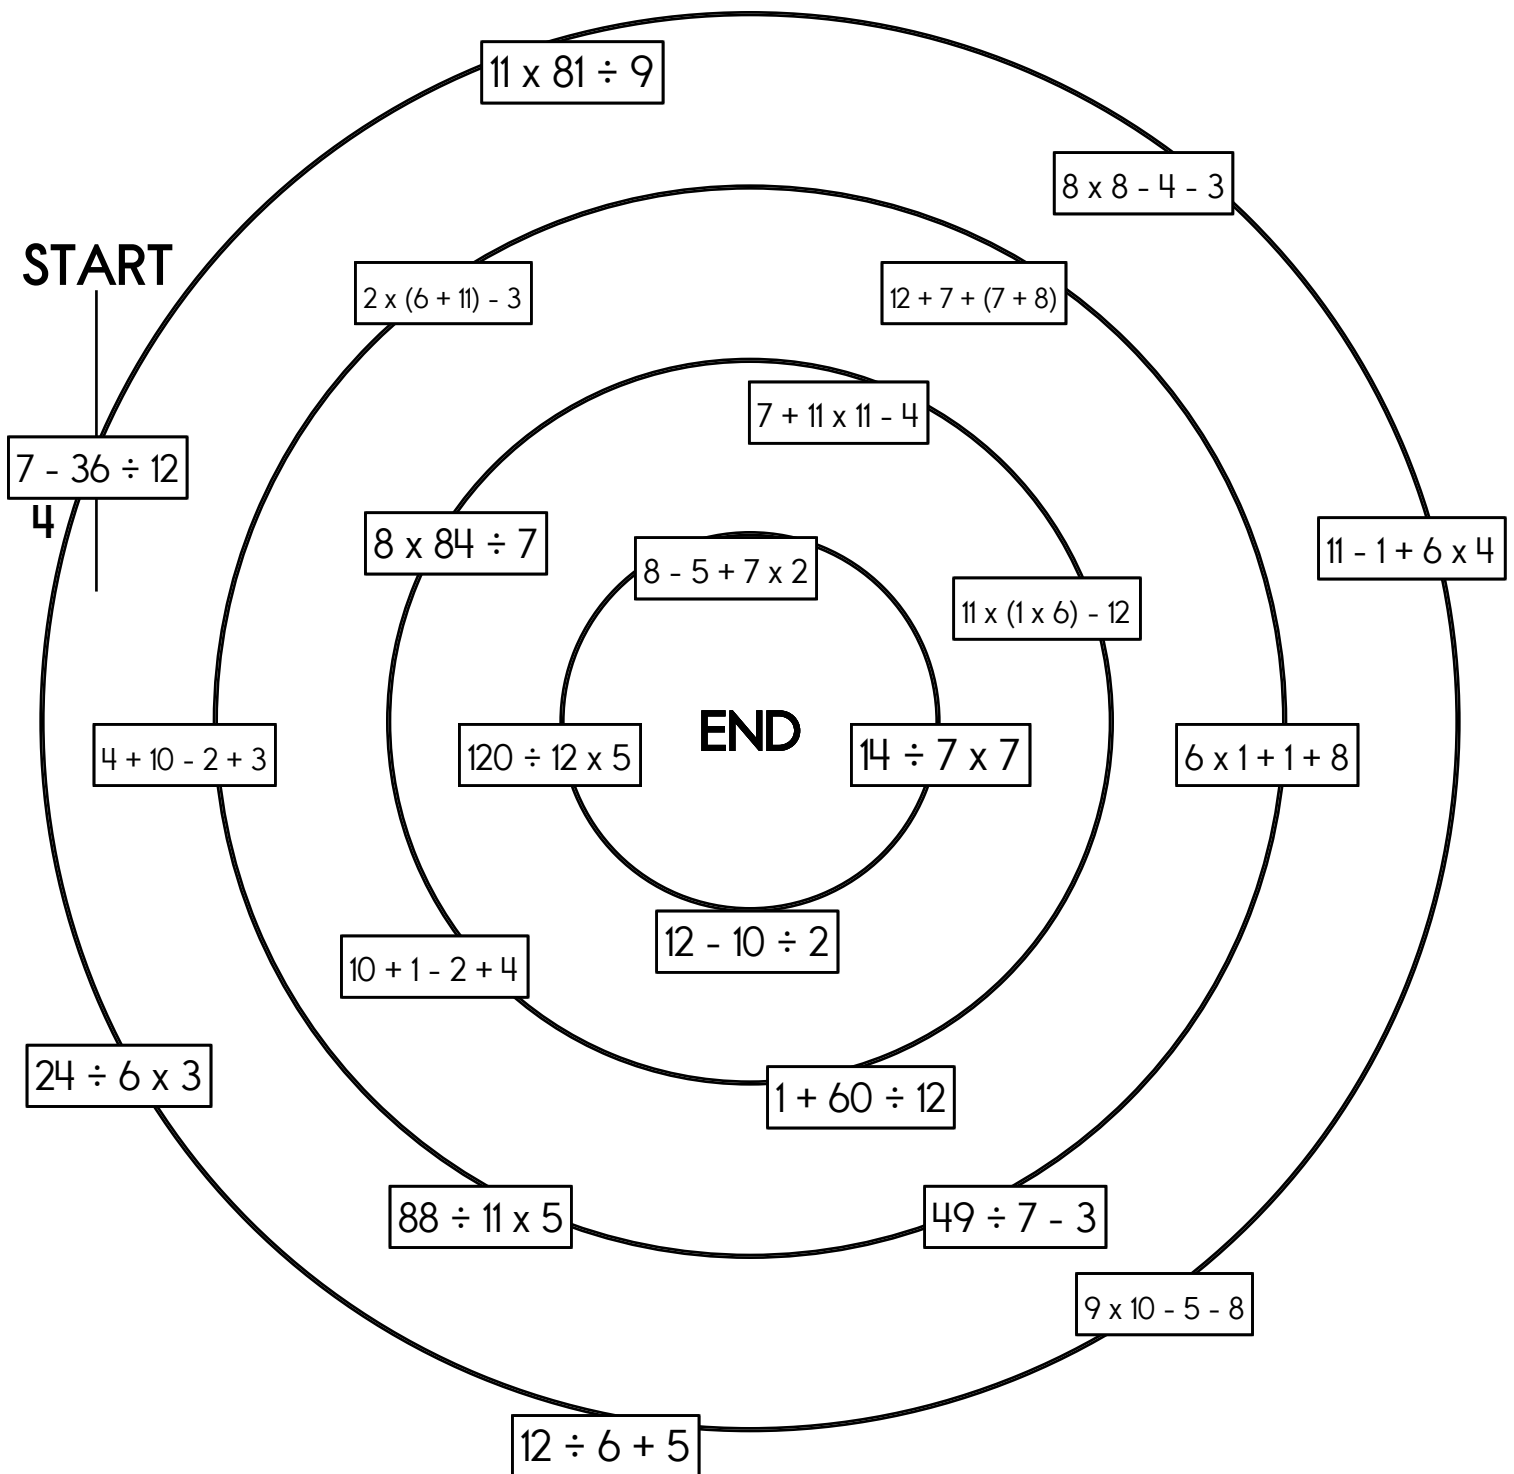 11 x 81 ÷ 9
8 x 8 - 4 - 3
START
2 x (6 + 11) - 3
12 + 7 + (7 + 8)
7 + 11 x 11 - 4
7 - 36 ÷ 12
4
8 x 84 ÷ 7
11 - 1 + 6 x 4
8 - 5 + 7 x 2
11 x (1 x 6) - 12
4 + 10 - 2 + 3
120 ÷ 12 x 5
END
14 ÷ 7 x 7
6 x 1 + 1 + 8
12 - 10 ÷ 2
10 + 1 - 2 + 4
24 ÷ 6 x 3
1 + 60 ÷ 12
88 ÷ 11 x 5
49 ÷ 7 - 3
9 x 10 - 5 - 8
12 ÷ 6 + 5